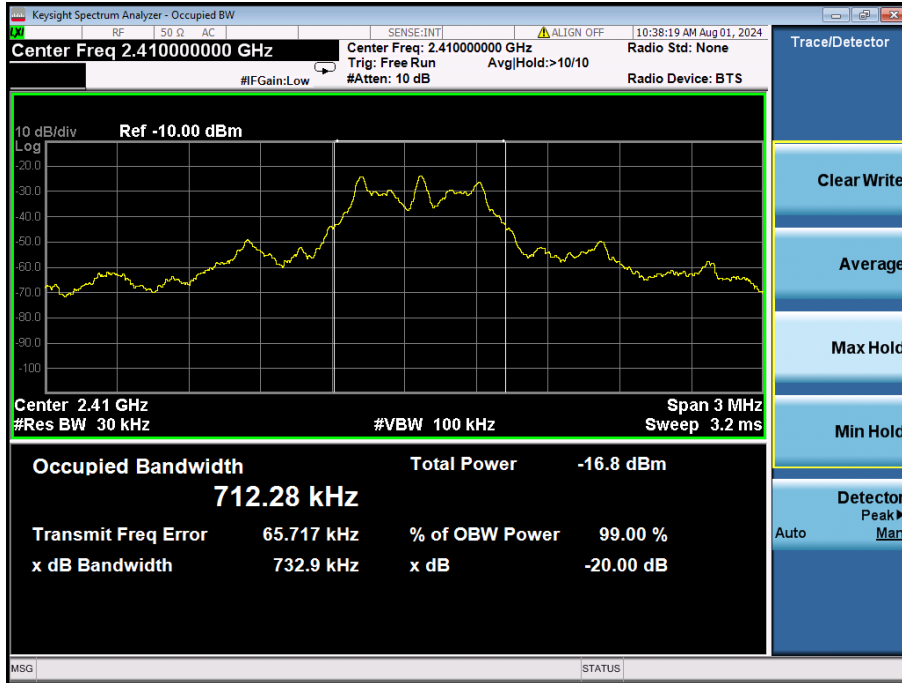 Keysight Spectrum Analyzer - Occupied BW
LXI RF 50 Ω AC SENSE:INT ALIGN OFF 10:38:19 AM Aug 01, 2024
Center Freq 2.410000000 GHz
Center Freq: 2.410000000 GHz
Radio Std: None
Trig: Free Run Avg|Hold:>10/10
#IFGain:Low
#Atten: 10 dB
Radio Device: BTS
10 dB/div Ref -10.00 dBm
Log
-20.0
-30.0
-40.0
-50.0
-60.0
-70.0
-80.0
-90.0
-100
Center 2.41 GHz Span 3 MHz
#Res BW 30 kHz #VBW 100 kHz Sweep 3.2 ms
Occupied Bandwidth Total Power -16.8 dBm
712.28 kHz
Transmit Freq Error 65.717 kHz % of OBW Power 99.00 %
x dB Bandwidth 732.9 kHz x dB -20.00 dB
MSG STATUS
Trace/Detector
Clear Write
Average
Max Hold
Min Hold
Detector
Peak
Auto Man